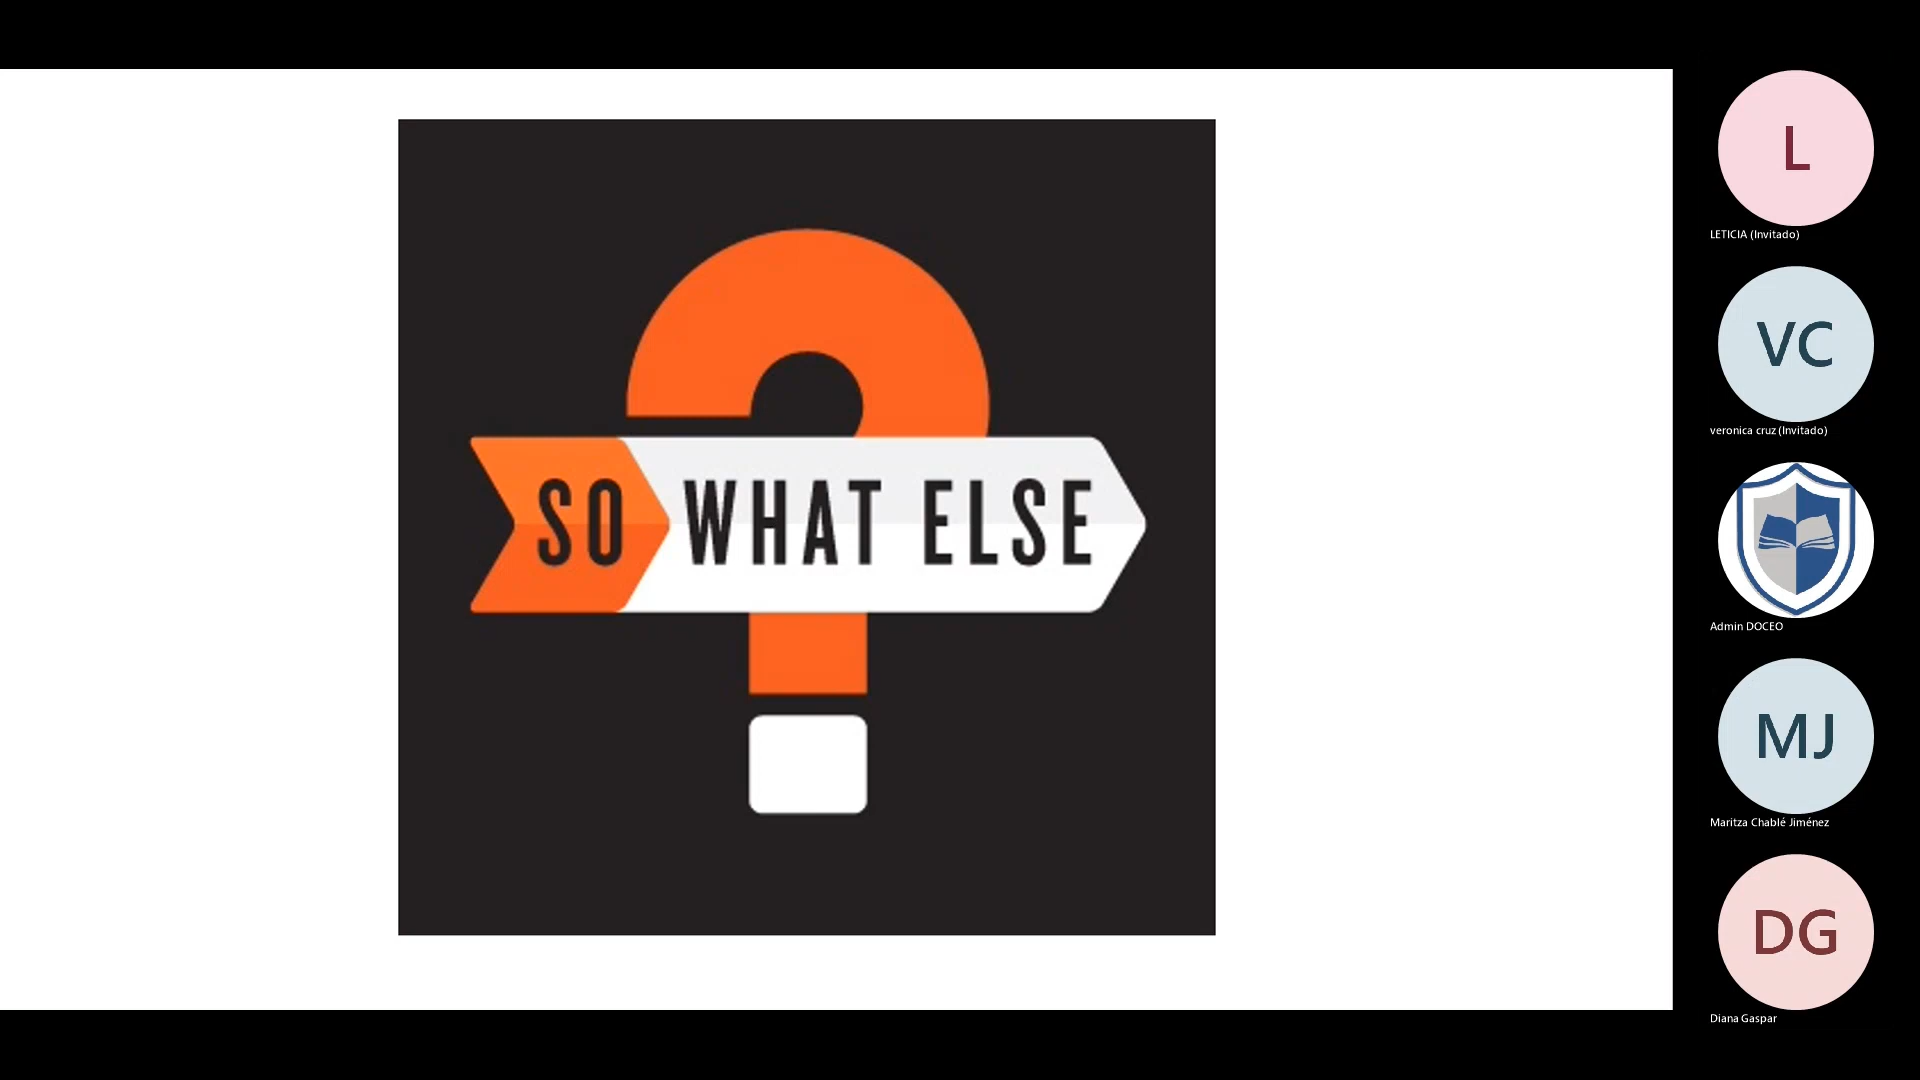 SO WHAT ELSE
L
LETICIA (Invitado)
VC
veronica cruz (Invitado)
Admin DOCEO
MJ
Maritza Chablé Jiménez
DG
Diana Gaspar